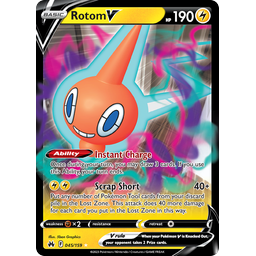 BASIC Rotom V HP 190
Ability Instant Charge
Once during your turn, you may draw 3 cards. If you use
this Ability, your turn ends.
Scrap Short 40+
Put any number of Pokémon Tool cards from your discard
pile in the Lost Zone. This attack does 40 more damage
for each card you put in the Lost Zone in this way.
weakness ×2 resistance retreat
V rule When your Pokémon V is Knocked Out,
your opponent takes 2 Prize cards.
045/159